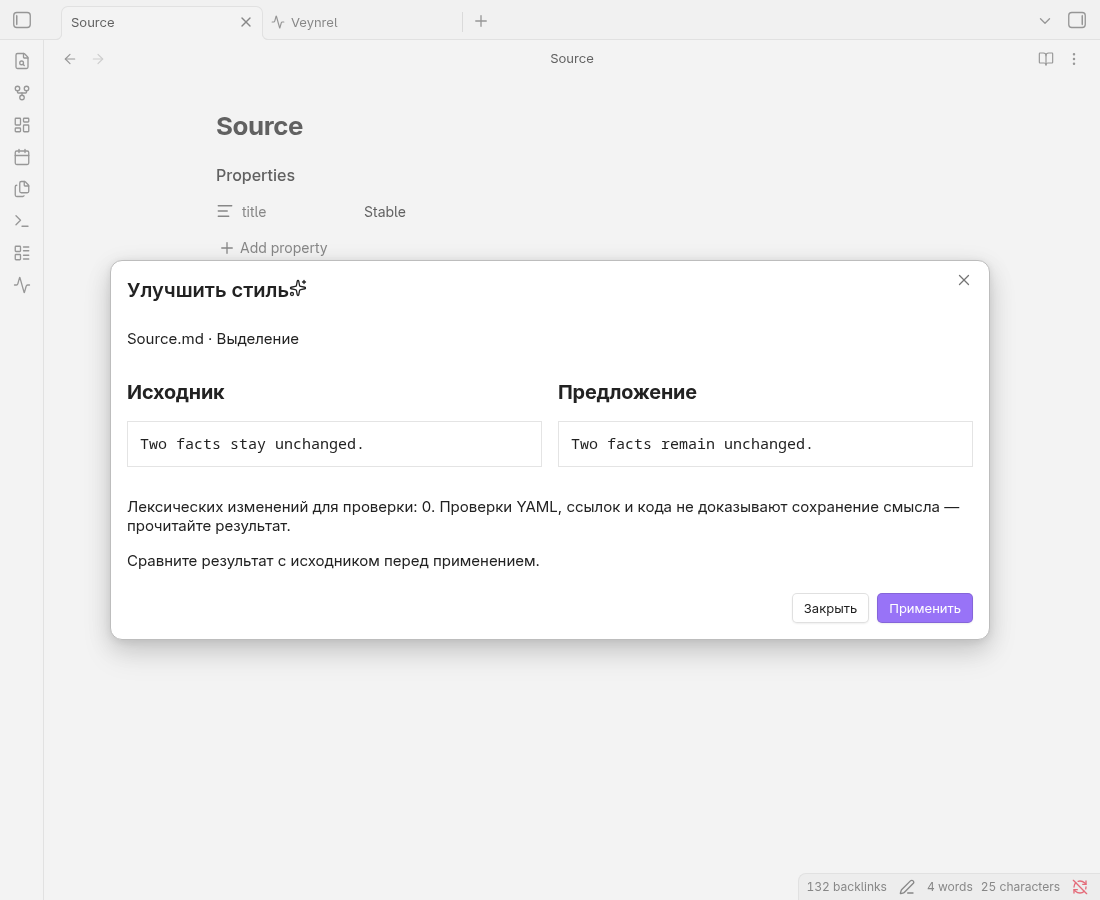 Source
Veynrel
Source
Source
Properties
title
Stable
Add property
Улучшить стиль
Source.md · Выделение
Исходник
Предложение
Two facts stay unchanged.
Two facts remain unchanged.
Лексических изменений для проверки: 0. Проверки YAML, ссылок и кода не доказывают сохранение смысла —
прочитайте результат.
Сравните результат с исходником перед применением.
Закрыть
Применить
132 backlinks
4 words
25 characters